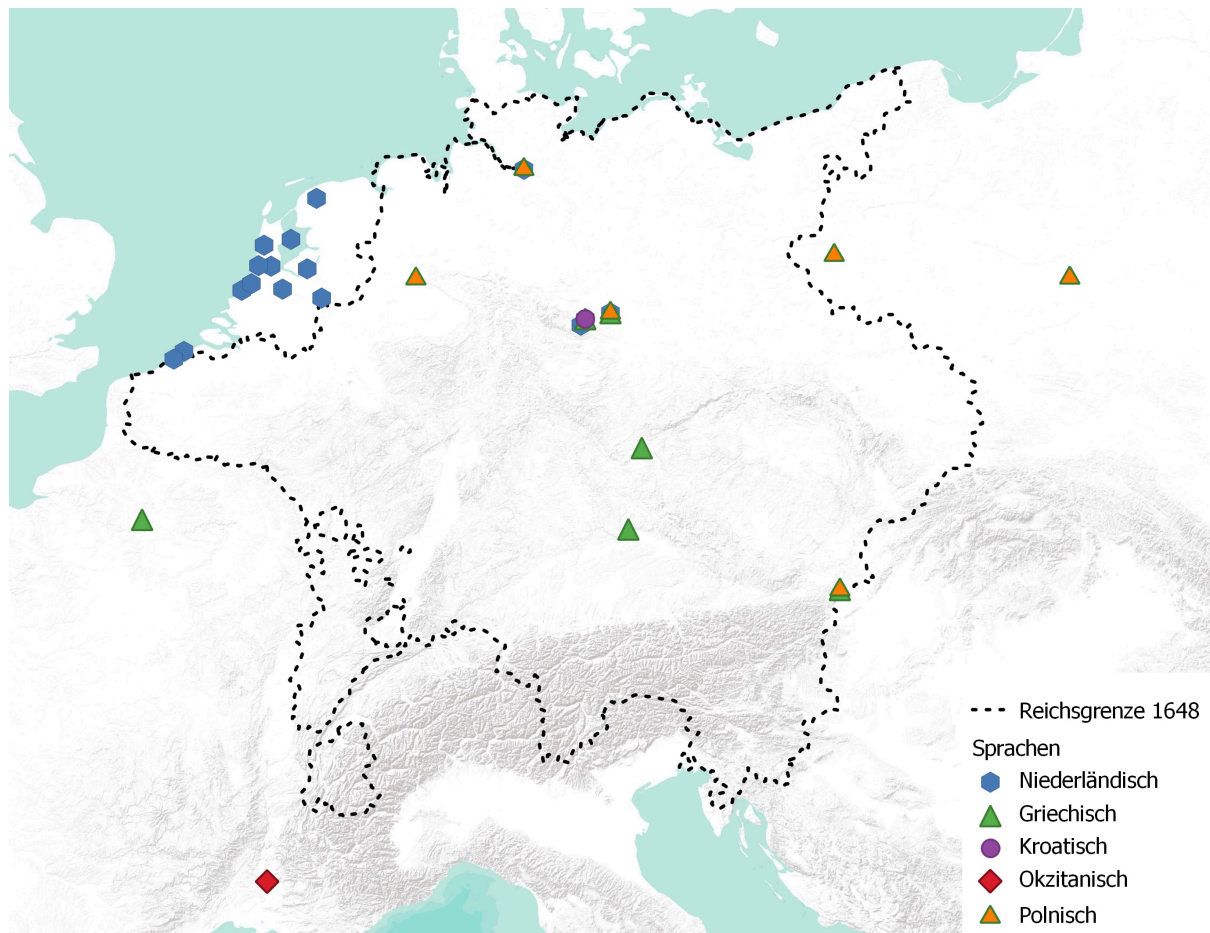 Reichsgrenze 1648
Sprachen
Niederländisch
Griechisch
Kroatisch
Okzitanisch
Polnisch